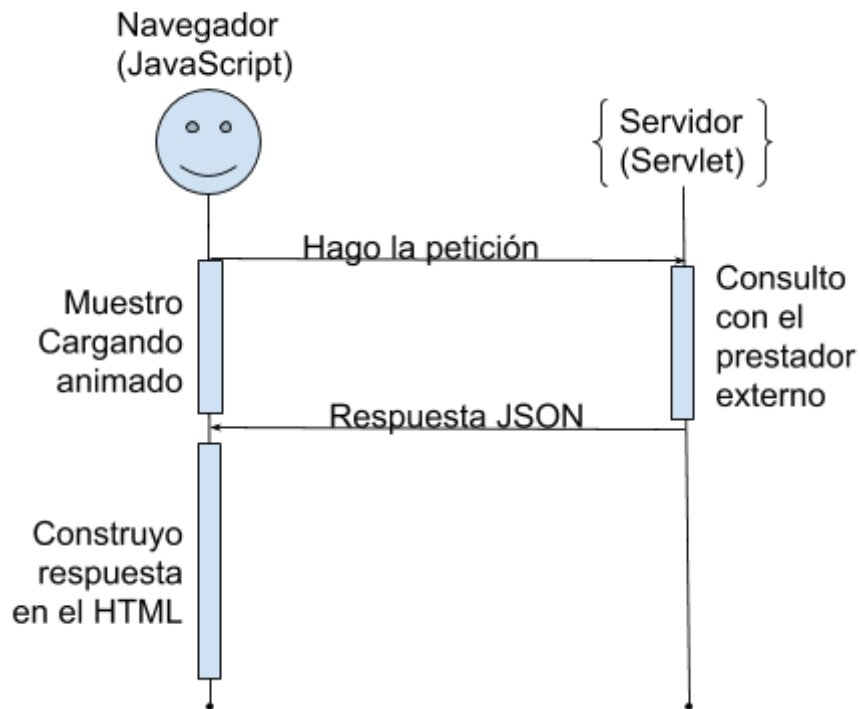 Navegador
(JavaScript)
Servidor
(Servlet)
Hago la petición
Muestro
Cargando
animado
Consulto
con el
prestador
externo
Respuesta JSON
Construyo
respuesta
en el HTML